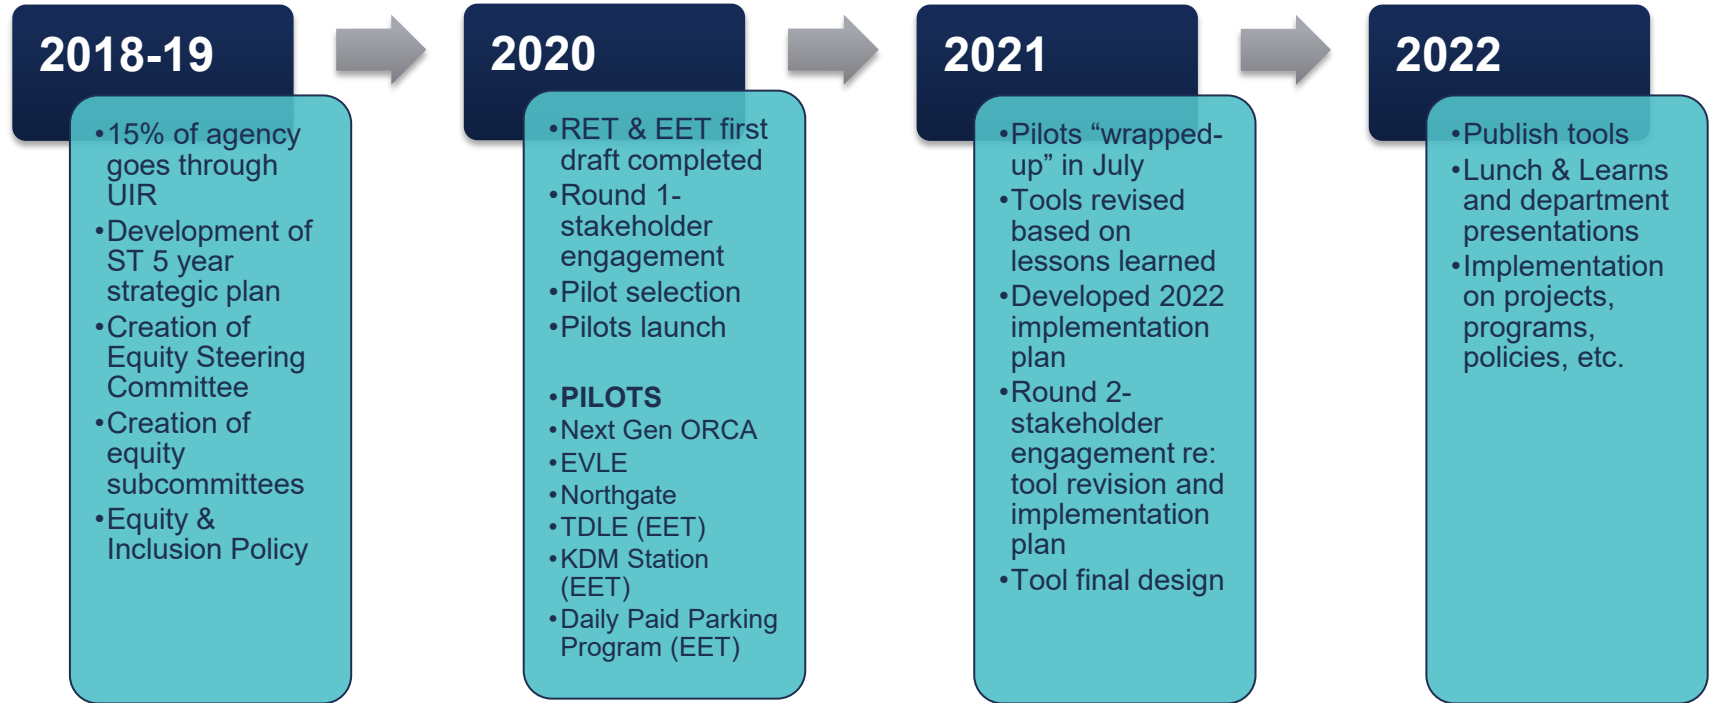 2018-19
•15% of agency
goes through
UIR
•Development of
ST 5 year
strategic plan
•Creation of
Equity Steering
Committee
•Creation of
equity
subcommittees
•Equity &
Inclusion Policy
2020
•RET & EET first
draft completed
•Round 1-
stakeholder
engagement
•Pilot selection
•Pilots launch
•PILOTS
•Next Gen ORCA
•EVLE
•Northgate
•TDLE (EET)
•KDM Station
(EET)
•Daily Paid Parking
Program (EET)
2021
•Pilots “wrapped-
up” in July
•Tools revised
based on
lessons learned
•Developed 2022
implementation
plan
•Round 2-
stakeholder
engagement re:
tool revision and
implementation
plan
•Tool final design
2022
•Publish tools
•Lunch & Learns
and department
presentations
•Implementation
on projects,
programs,
policies, etc.